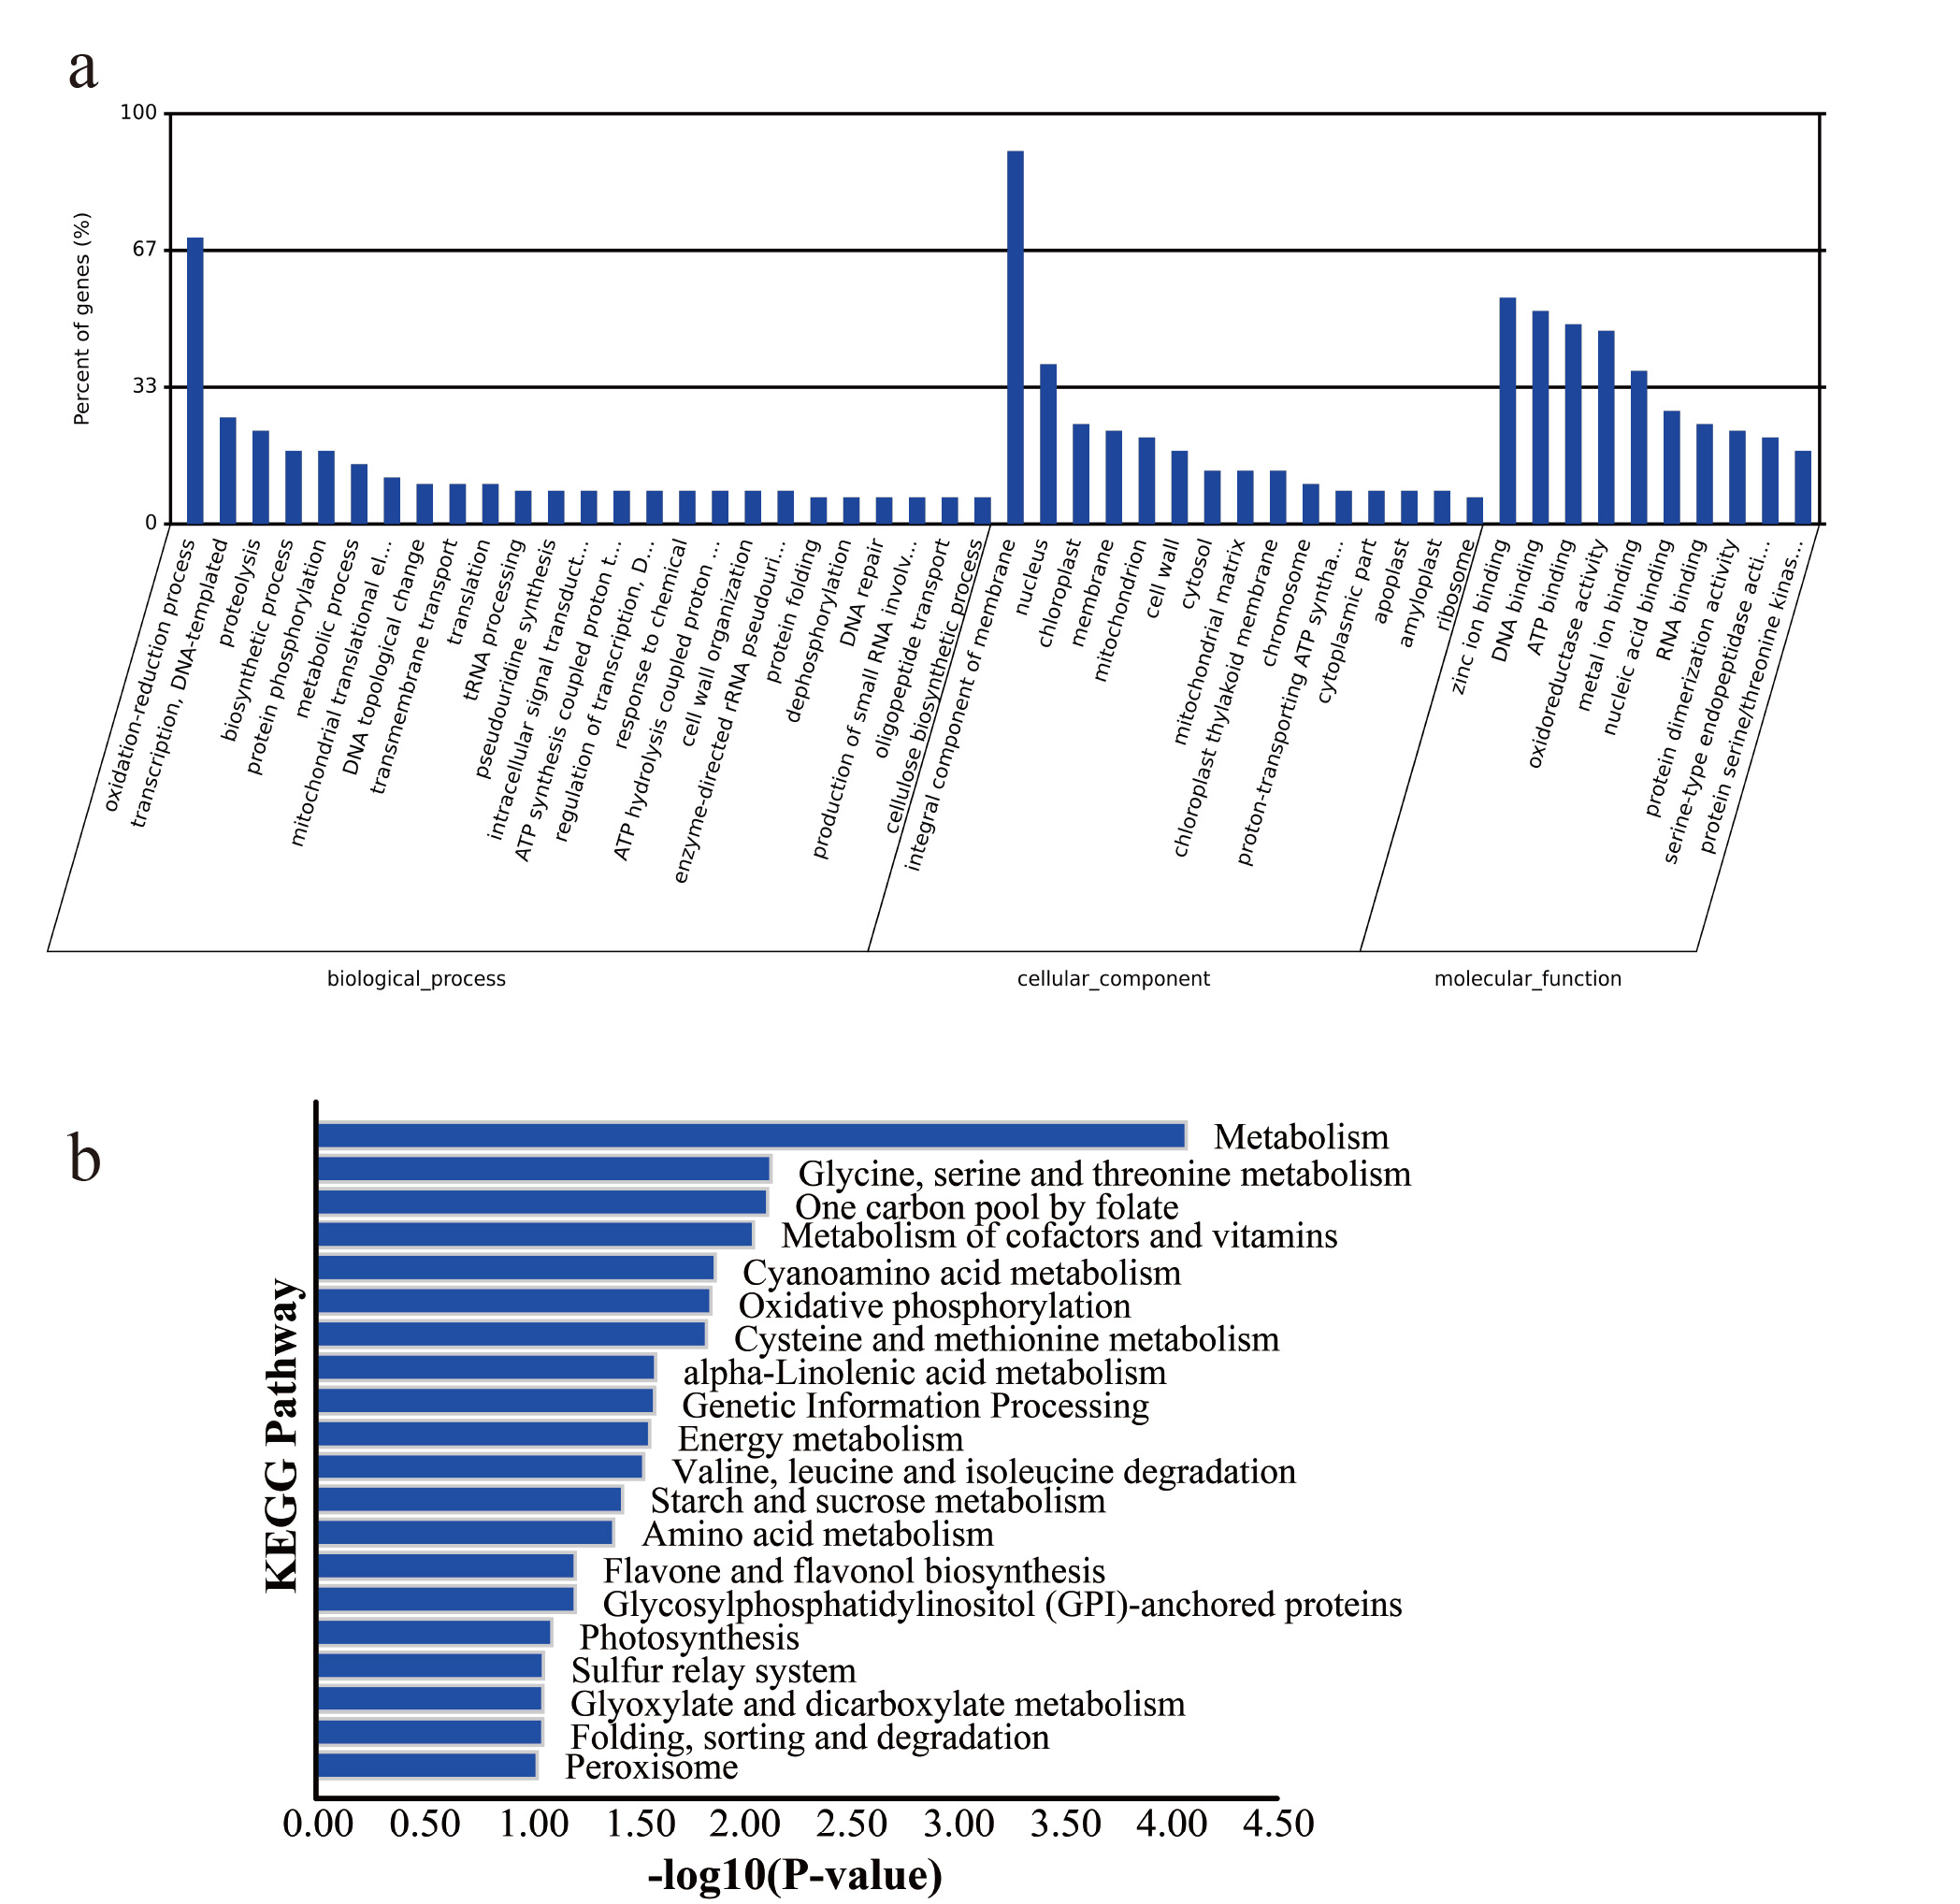 a
100
67
33
0
Percent of genes (%)
oxidation-reduction process
transcription, DNA-templated
proteolysis
biosynthetic process
protein phosphorylation
metabolic process
mitochondrial translational el...
DNA topological change
transmembrane transport
translation
tRNA processing
pseudouridine synthesis
intracellular signal transduct...
ATP synthesis coupled proton t...
regulation of transcription, D...
response to chemical
ATP hydrolysis coupled proton ...
cell wall organization
enzyme-directed rRNA pseudouri...
protein folding
dephosphorylation
DNA repair
production of small RNA involv...
oligopeptide transport
cellulose biosynthetic process
integral component of membrane
nucleus
chloroplast
membrane
mitochondrion
cell wall
cytosol
mitochondrial matrix
chloroplast thylakoid membrane
chromosome
proton-transporting ATP syntha...
cytoplasmic part
apoplast
amyloplast
ribosome
zinc ion binding
DNA binding
ATP binding
oxidoreductase activity
metal ion binding
nucleic acid binding
RNA binding
protein dimerization activity
serine-type endopeptidase acti...
protein serine/threonine kinas...
biological_process
cellular_component
molecular_function
b
KEGG Pathway
Metabolism
Glycine, serine and threonine metabolism
One carbon pool by folate
Metabolism of cofactors and vitamins
Cyanoamino acid metabolism
Oxidative phosphorylation
Cysteine and methionine metabolism
alpha-Linolenic acid metabolism
Genetic Information Processing
Energy metabolism
Valine, leucine and isoleucine degradation
Starch and sucrose metabolism
Amino acid metabolism
Flavone and flavonol biosynthesis
Glycosylphosphatidylinositol (GPI)-anchored proteins
Photosynthesis
Sulfur relay system
Glyoxylate and dicarboxylate metabolism
Folding, sorting and degradation
Peroxisome
0.00 0.50 1.00 1.50 2.00 2.50 3.00 3.50 4.00 4.50
-log10(P-value)